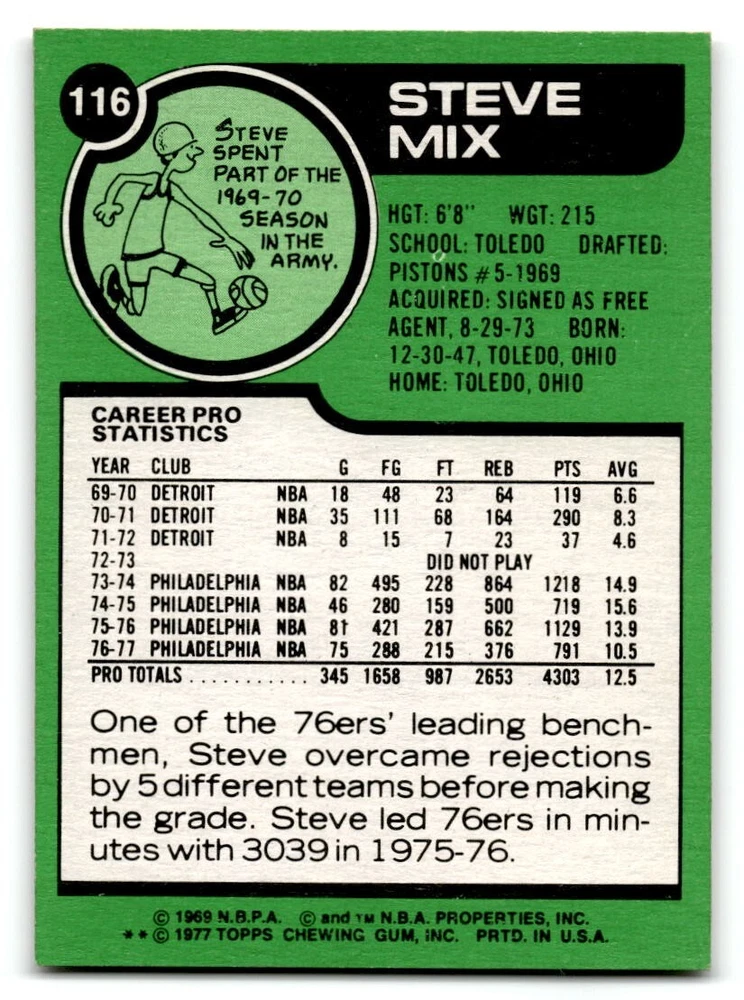 116
STEVE
MIX
STEVE
SPENT
PART OF THE
1969-70
SEASON
IN THE
ARMY.
HGT: 6'8" WGT: 215
SCHOOL: TOLEDO DRAFTED:
PISTONS #5-1969
ACQUIRED: SIGNED AS FREE
AGENT, 8-29-73 BORN:
12-30-47, TOLEDO, OHIO
HOME: TOLEDO, OHIO
CAREER PRO
STATISTICS
YEAR CLUB G FG FT REB PTS AVG
69-70 DETROIT NBA 18 48 23 64 119 6.6
70-71 DETROIT NBA 35 111 68 164 290 8.3
71-72 DETROIT NBA 8 15 7 23 37 4.6
72-73 DID NOT PLAY
73-74 PHILADELPHIA NBA 82 495 228 864 1218 14.9
74-75 PHILADELPHIA NBA 46 280 159 500 719 15.6
75-76 PHILADELPHIA NBA 81 421 287 662 1129 13.9
76-77 PHILADELPHIA NBA 75 288 215 376 791 10.5
PRO TOTALS ........... 345 1658 987 2653 4303 12.5
One of the 76ers' leading bench-
men, Steve overcame rejections
by 5 different teams before making
the grade. Steve led 76ers in min-
utes with 3039 in 1975-76.
© 1969 N.B.P.A. © and TM N.B.A. PROPERTIES, INC.
**© 1977 TOPPS CHEWING GUM, INC. PRTD. IN U.S.A.